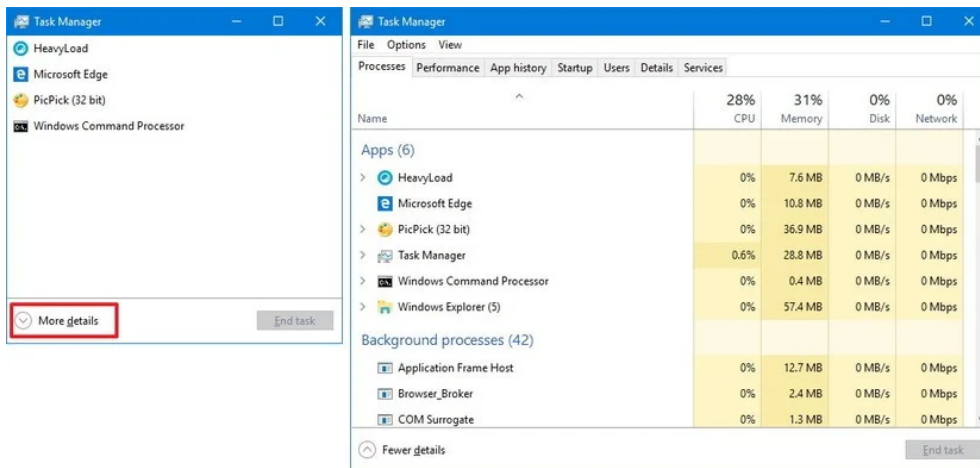 Task Manager
HeavyLoad
Microsoft Edge
PicPick (32 bit)
Windows Command Processor
More details
End task
Task Manager
File Options View
Processes Performance App history Startup Users Details Services
28% 31% 0% 0%
Name CPU Memory Disk Network
Apps (6)
HeavyLoad 0% 7.6 MB 0 MB/s 0 Mbps
Microsoft Edge 0% 10.8 MB 0 MB/s 0 Mbps
PicPick (32 bit) 0% 36.9 MB 0 MB/s 0 Mbps
Task Manager 0.6% 28.8 MB 0 MB/s 0 Mbps
Windows Command Processor 0% 0.4 MB 0 MB/s 0 Mbps
Windows Explorer (5) 0% 57.4 MB 0 MB/s 0 Mbps
Background processes (42)
Application Frame Host 0% 12.7 MB 0 MB/s 0 Mbps
Browser_Broker 0% 2.4 MB 0 MB/s 0 Mbps
COM Surrogate 0% 1.3 MB 0 MB/s 0 Mbps
Fewer details
End task